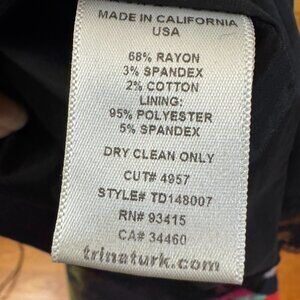 MADE IN CALIFORNIA
USA
68% RAYON
3% SPANDEX
2% COTTON
LINING:
95% POLYESTER
5% SPANDEX
DRY CLEAN ONLY
CUT# 4957
STYLE# TD148007
RN# 93415
CA# 34460
trinaturk.com